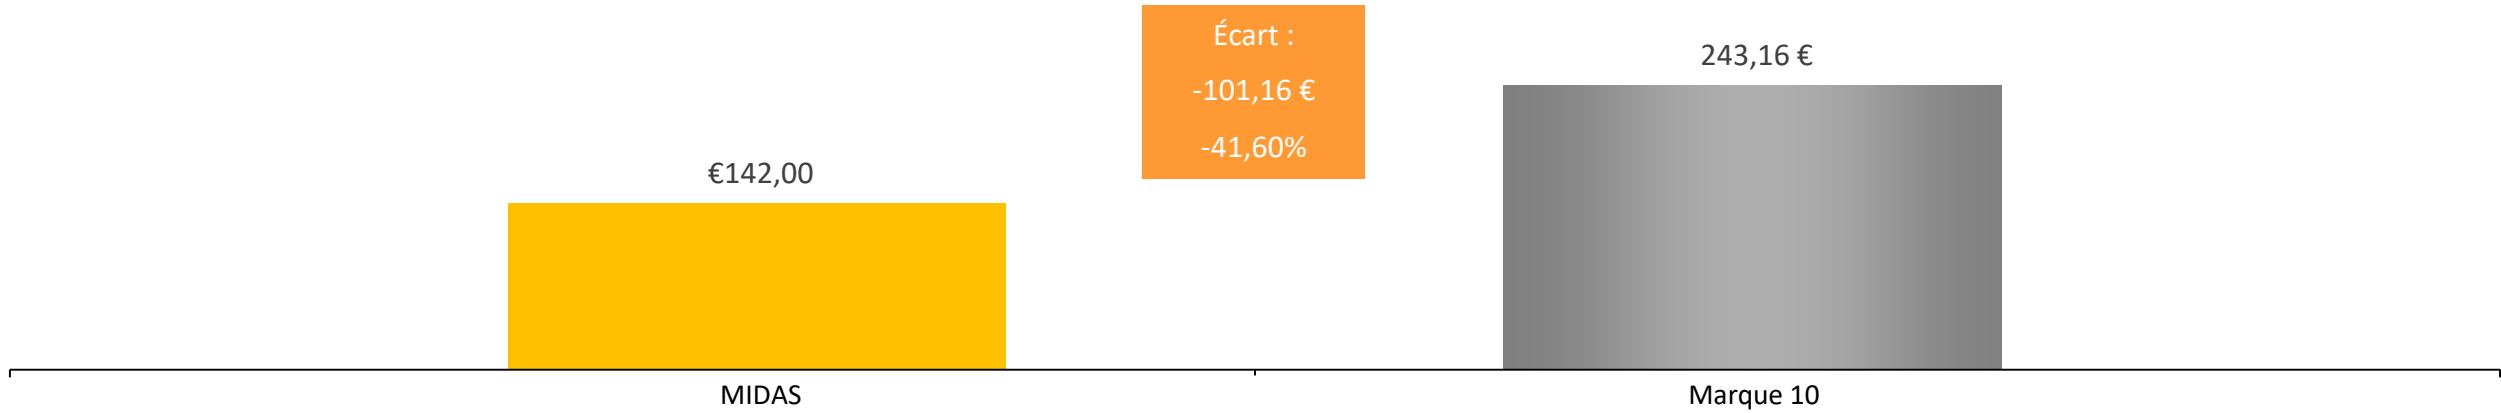 Écart :
-101,16 €
-41,60%
243,16 €
€142,00
MIDAS
Marque 10